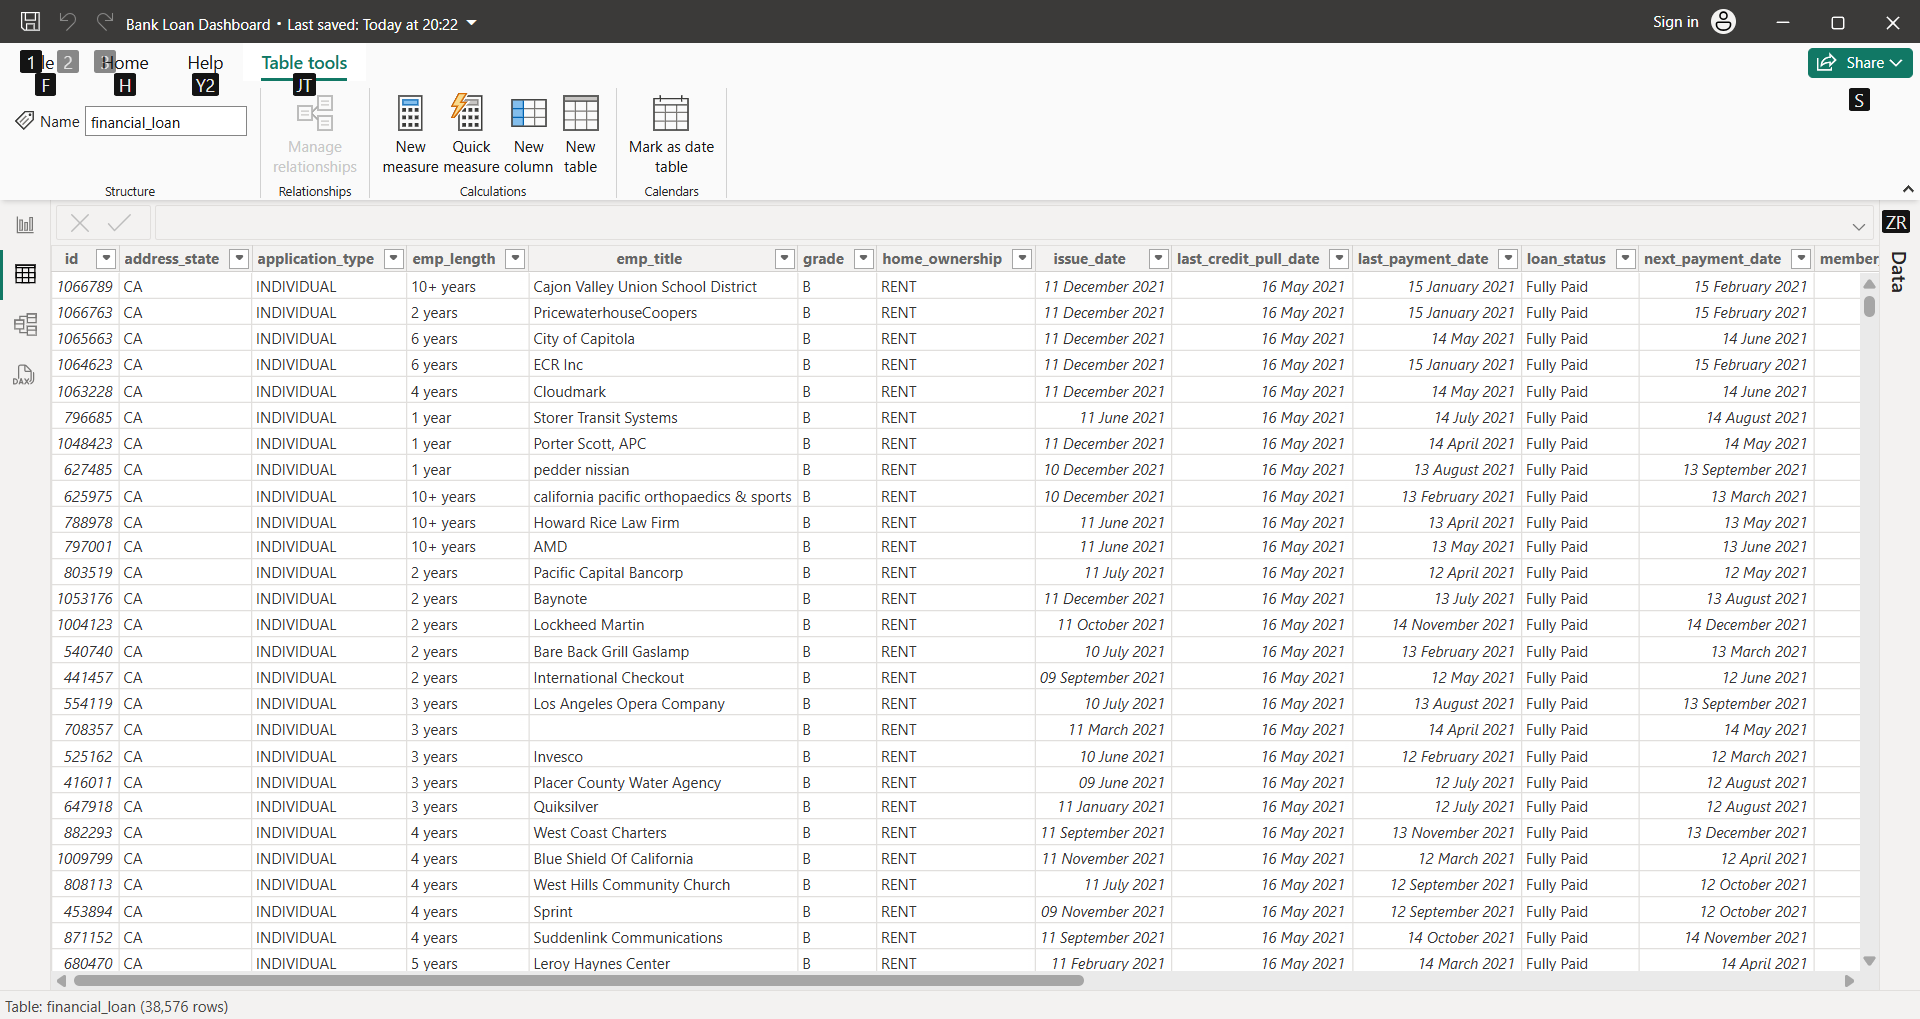 Bank Loan Dashboard • Last saved: Today at 20:22
Sign in
1 le 2 3 Home Help Table tools
F H Y2 JT
Share
S
Name financial_loan
Manage relationships
New measure
Quick measure
New column
New table
Mark as date table
Structure Relationships Calculations Calendars
ZR
Data
DAX
id address_state application_type emp_length emp_title grade home_ownership issue_date last_credit_pull_date last_payment_date loan_status next_payment_date member
1066789 CA INDIVIDUAL 10+ years Cajon Valley Union School District B RENT 11 December 2021 16 May 2021 15 January 2021 Fully Paid 15 February 2021
1066763 CA INDIVIDUAL 2 years PricewaterhouseCoopers B RENT 11 December 2021 16 May 2021 15 January 2021 Fully Paid 15 February 2021
1065663 CA INDIVIDUAL 6 years City of Capitola B RENT 11 December 2021 16 May 2021 14 May 2021 Fully Paid 14 June 2021
1064623 CA INDIVIDUAL 6 years ECR Inc B RENT 11 December 2021 16 May 2021 15 January 2021 Fully Paid 15 February 2021
1063228 CA INDIVIDUAL 4 years Cloudmark B RENT 11 December 2021 16 May 2021 14 May 2021 Fully Paid 14 June 2021
796685 CA INDIVIDUAL 1 year Storer Transit Systems B RENT 11 June 2021 16 May 2021 14 July 2021 Fully Paid 14 August 2021
1048423 CA INDIVIDUAL 1 year Porter Scott, APC B RENT 11 December 2021 16 May 2021 14 April 2021 Fully Paid 14 May 2021
627485 CA INDIVIDUAL 1 year pedder nissian B RENT 10 December 2021 16 May 2021 13 August 2021 Fully Paid 13 September 2021
625975 CA INDIVIDUAL 10+ years california pacific orthopaedics & sports B RENT 10 December 2021 16 May 2021 13 February 2021 Fully Paid 13 March 2021
788978 CA INDIVIDUAL 10+ years Howard Rice Law Firm B RENT 11 June 2021 16 May 2021 13 April 2021 Fully Paid 13 May 2021
797001 CA INDIVIDUAL 10+ years AMD B RENT 11 June 2021 16 May 2021 13 May 2021 Fully Paid 13 June 2021
803519 CA INDIVIDUAL 2 years Pacific Capital Bancorp B RENT 11 July 2021 16 May 2021 12 April 2021 Fully Paid 12 May 2021
1053176 CA INDIVIDUAL 2 years Baynote B RENT 11 December 2021 16 May 2021 13 July 2021 Fully Paid 13 August 2021
1004123 CA INDIVIDUAL 2 years Lockheed Martin B RENT 11 October 2021 16 May 2021 14 November 2021 Fully Paid 14 December 2021
540740 CA INDIVIDUAL 2 years Bare Back Grill Gaslamp B RENT 10 July 2021 16 May 2021 13 February 2021 Fully Paid 13 March 2021
441457 CA INDIVIDUAL 2 years International Checkout B RENT 09 September 2021 16 May 2021 12 May 2021 Fully Paid 12 June 2021
554119 CA INDIVIDUAL 3 years Los Angeles Opera Company B RENT 10 July 2021 16 May 2021 13 August 2021 Fully Paid 13 September 2021
708357 CA INDIVIDUAL 3 years B RENT 11 March 2021 16 May 2021 14 April 2021 Fully Paid 14 May 2021
525162 CA INDIVIDUAL 3 years Invesco B RENT 10 June 2021 16 May 2021 12 February 2021 Fully Paid 12 March 2021
416011 CA INDIVIDUAL 3 years Placer County Water Agency B RENT 09 June 2021 16 May 2021 12 July 2021 Fully Paid 12 August 2021
647918 CA INDIVIDUAL 3 years Quiksilver B RENT 11 January 2021 16 May 2021 12 July 2021 Fully Paid 12 August 2021
882293 CA INDIVIDUAL 4 years West Coast Charters B RENT 11 September 2021 16 May 2021 13 November 2021 Fully Paid 13 December 2021
1009799 CA INDIVIDUAL 4 years Blue Shield Of California B RENT 11 November 2021 16 May 2021 12 March 2021 Fully Paid 12 April 2021
808113 CA INDIVIDUAL 4 years West Hills Community Church B RENT 11 July 2021 16 May 2021 12 September 2021 Fully Paid 12 October 2021
453894 CA INDIVIDUAL 4 years Sprint B RENT 09 November 2021 16 May 2021 12 September 2021 Fully Paid 12 October 2021
871152 CA INDIVIDUAL 4 years Suddenlink Communications B RENT 11 September 2021 16 May 2021 14 October 2021 Fully Paid 14 November 2021
680470 CA INDIVIDUAL 5 years Leroy Haynes Center B RENT 11 February 2021 16 May 2021 14 March 2021 Fully Paid 14 April 2021
Table: financial_loan (38,576 rows)